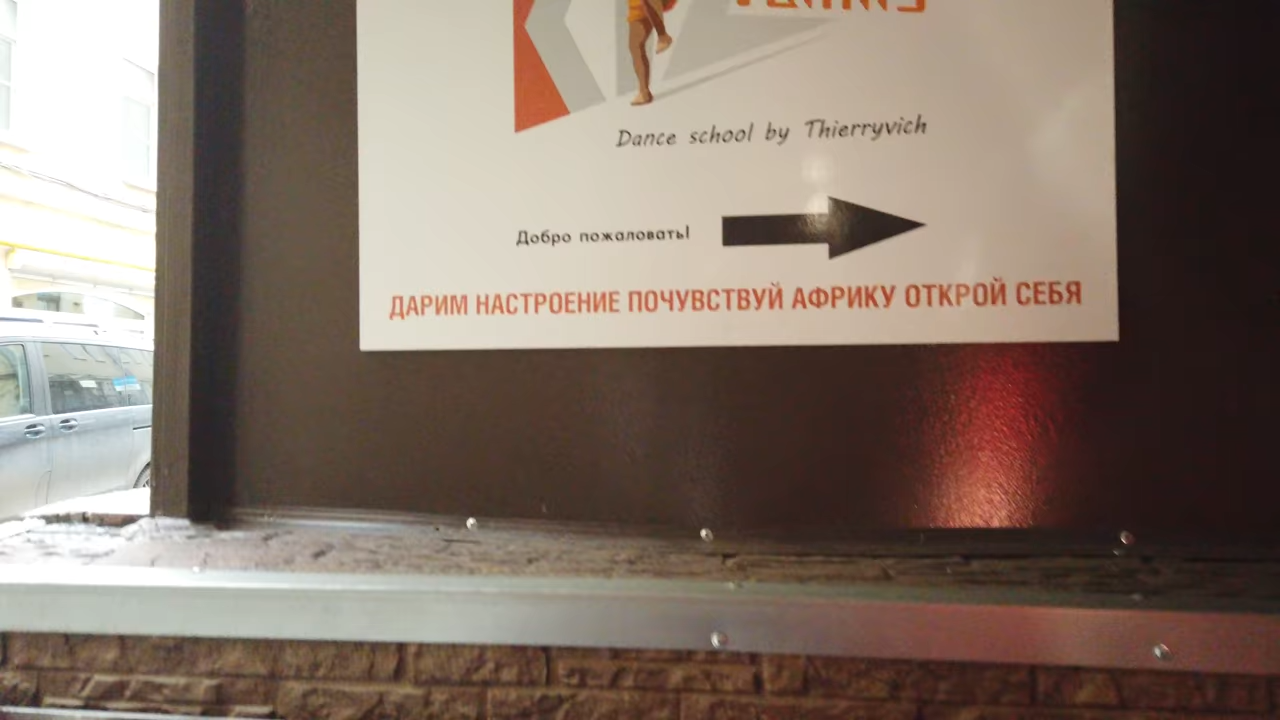 Dance school by Thierryvich
Добро пожаловать!
ДАРИМ НАСТРОЕНИЕ ПОЧУВСТВУЙ АФРИКУ ОТКРОЙ СЕБЯ